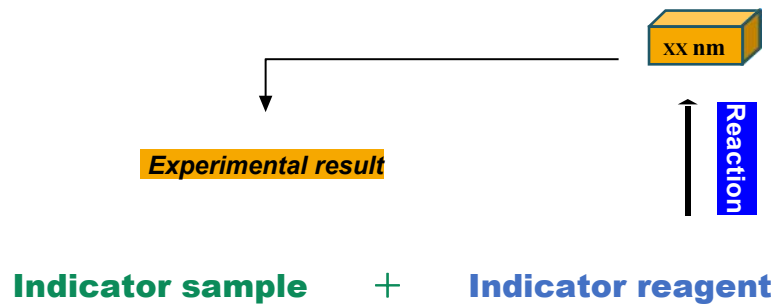 xx nm
Reaction
Experimental result
Indicator sample + Indicator reagent